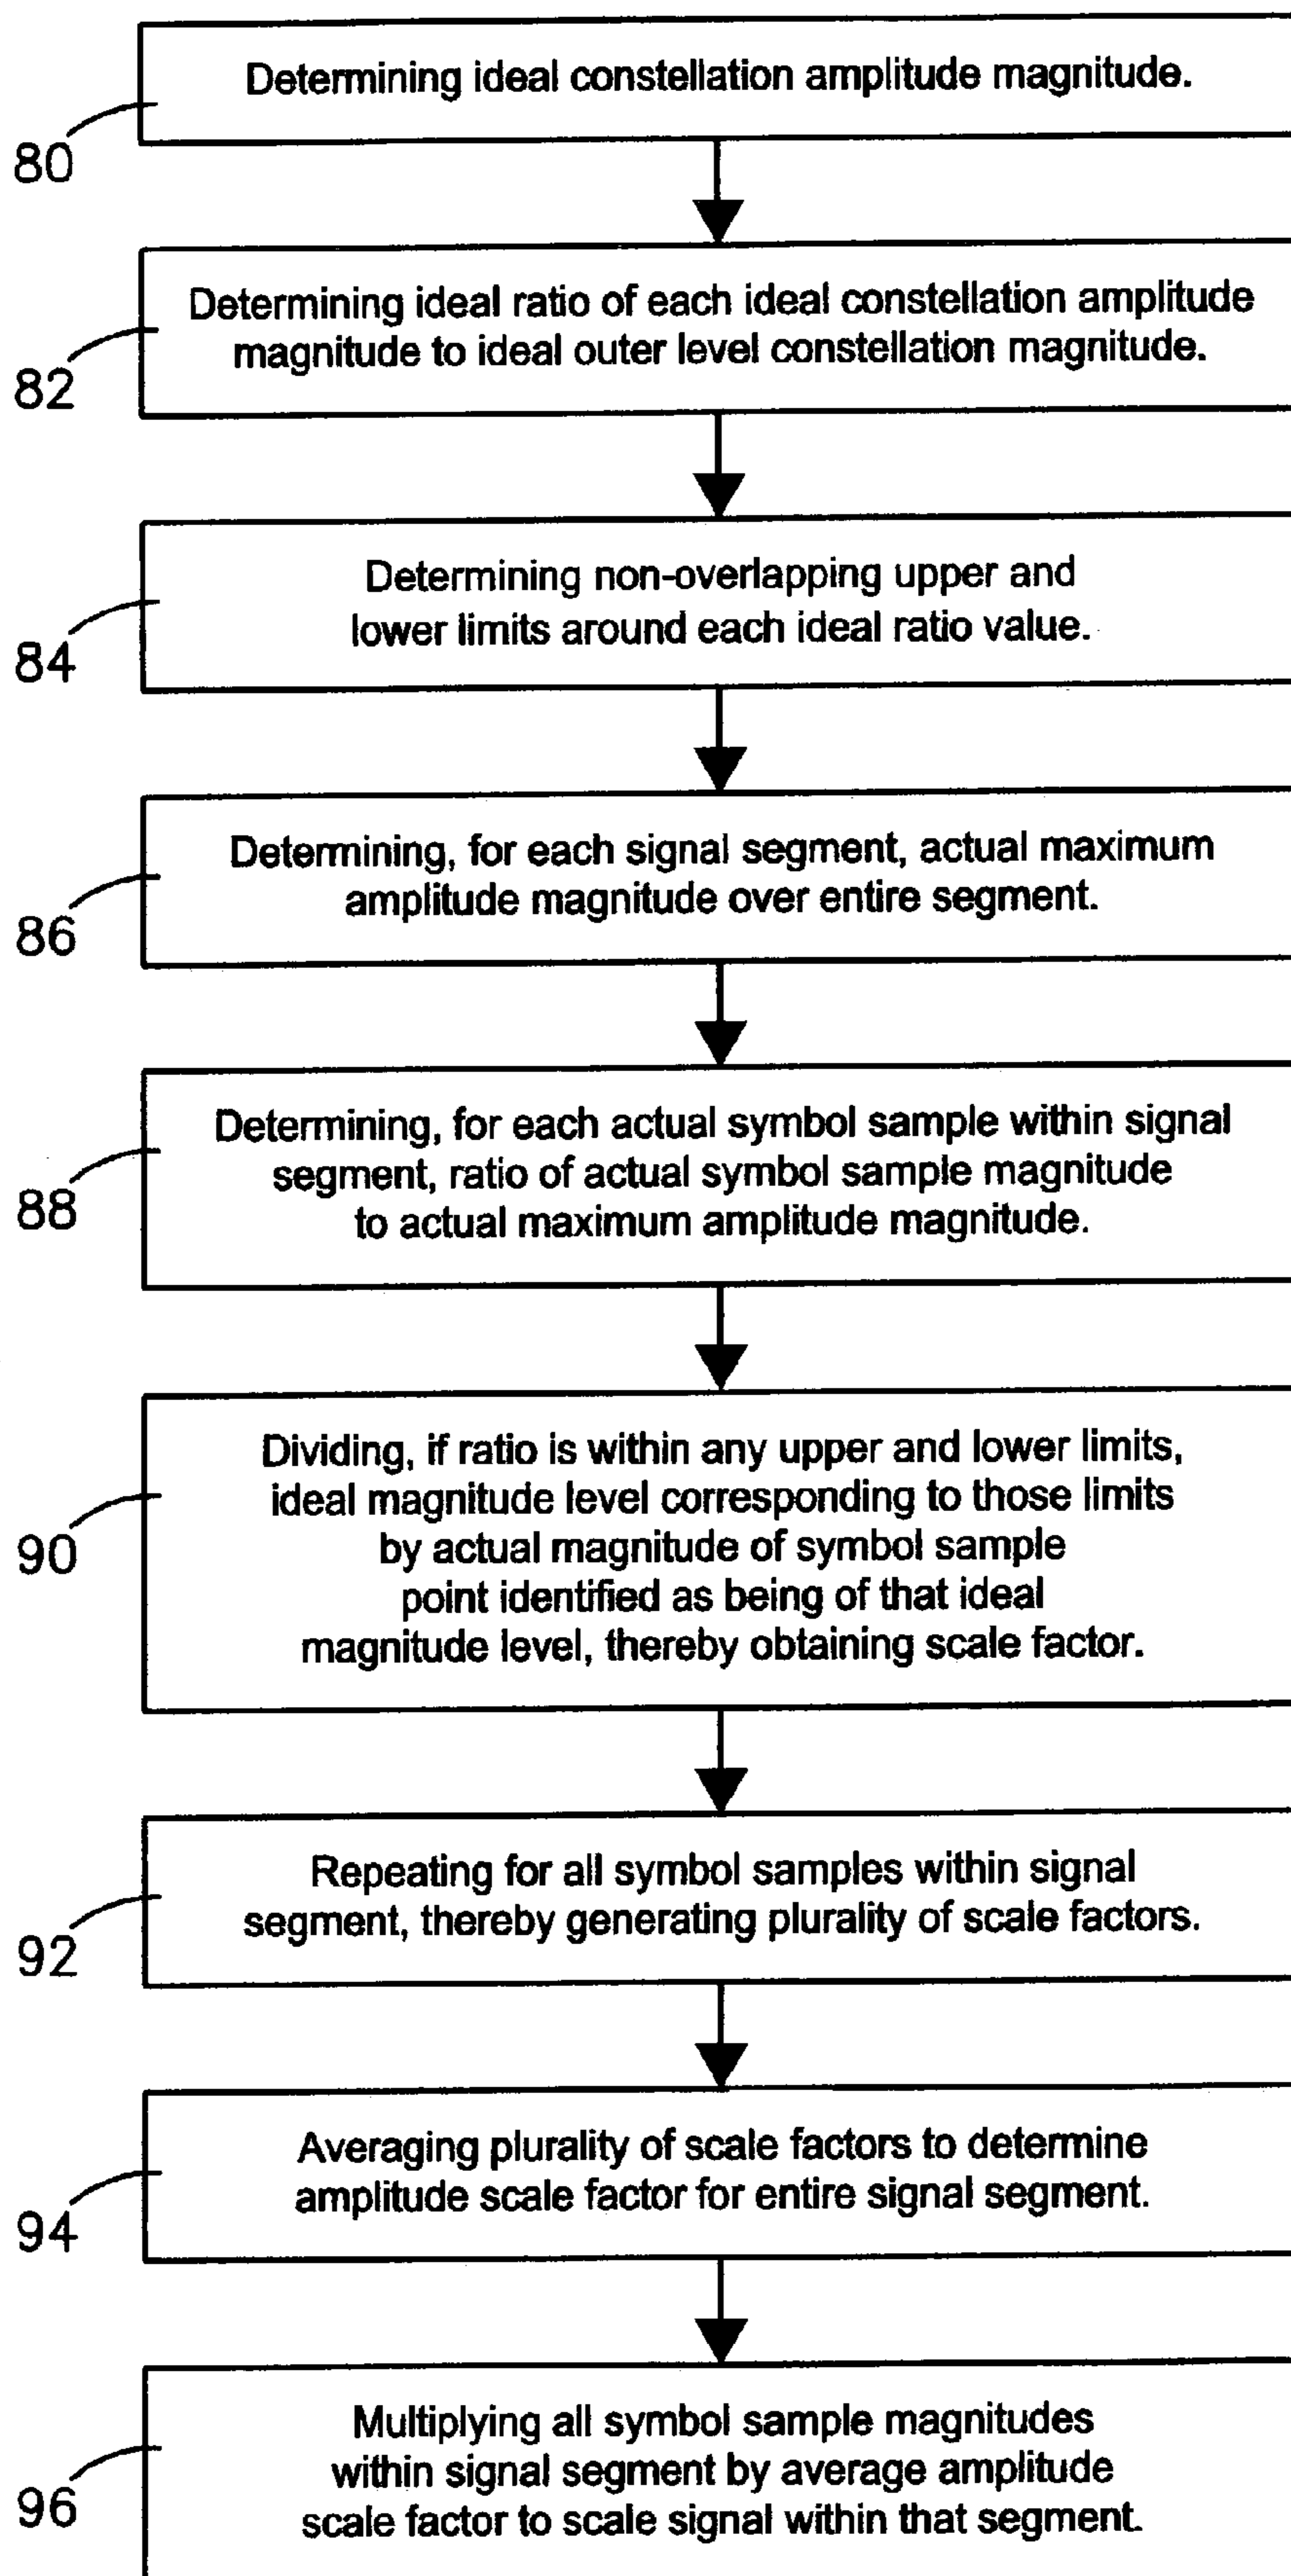 Determining ideal constellation amplitude magnitude.
80
Determining ideal ratio of each ideal constellation amplitude
magnitude to ideal outer level constellation magnitude.
82
Determining non-overlapping upper and
lower limits around each ideal ratio value.
84
Determining, for each signal segment, actual maximum
amplitude magnitude over entire segment.
86
Determining, for each actual symbol sample within signal
segment, ratio of actual symbol sample magnitude
to actual maximum amplitude magnitude.
88
Dividing, if ratio is within any upper and lower limits,
ideal magnitude level corresponding to those limits
by actual magnitude of symbol sample
point identified as being of that ideal
magnitude level, thereby obtaining scale factor.
90
Repeating for all symbol samples within signal
segment, thereby generating plurality of scale factors.
92
Averaging plurality of scale factors to determine
amplitude scale factor for entire signal segment.
94
Multiplying all symbol sample magnitudes
within signal segment by average amplitude
scale factor to scale signal within that segment.
96